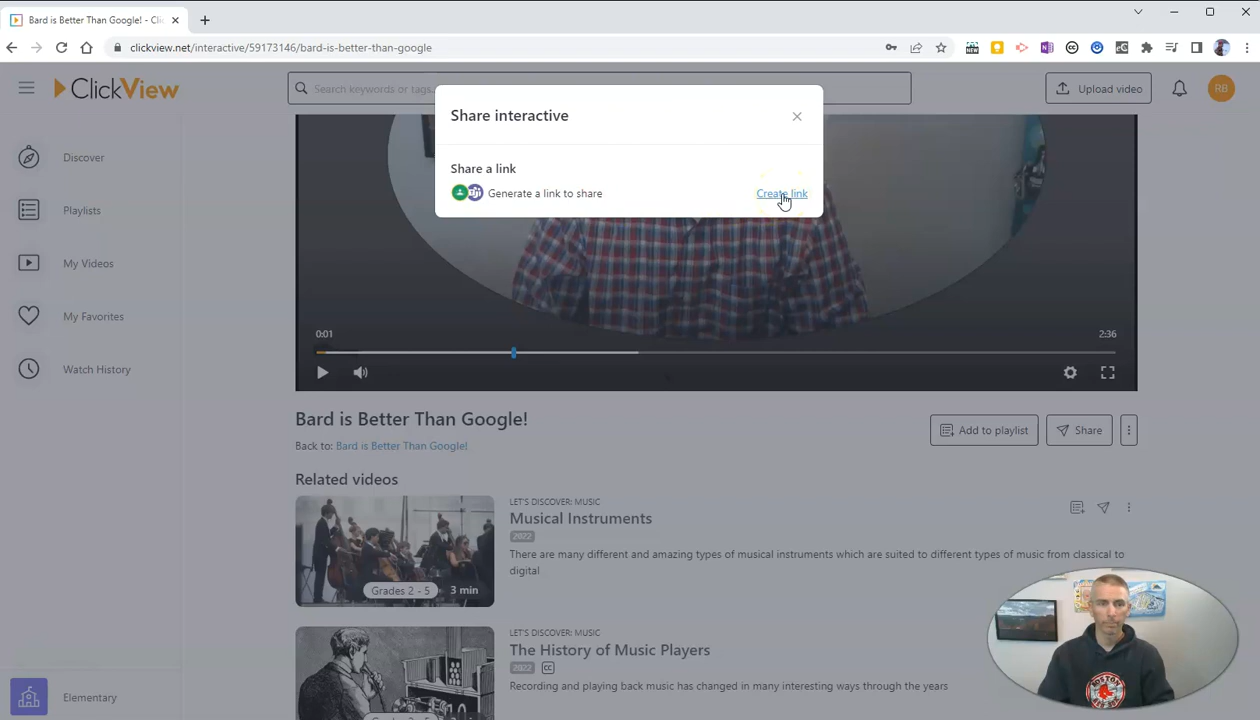 Bard is Better Than Google! - Clic
clickview.net/interactive/59173146/bard-is-better-than-google
ClickView
Search keywords or tags.
Upload video
RB
Share interactive
Share a link
Generate a link to share
Create link
Discover
Playlists
My Videos
My Favorites
Watch History
0:01
2:36
Bard is Better Than Google!
Add to playlist
Share
Back to: Bard is Better Than Google!
Related videos
LET'S DISCOVER: MUSIC
Musical Instruments
2022
There are many different and amazing types of musical instruments which are suited to different types of music from classical to
digital
Grades 2 - 5
3 min
LET'S DISCOVER: MUSIC
The History of Music Players
2022
CC
Recording and playing back music has changed in many interesting ways through the years
Elementary